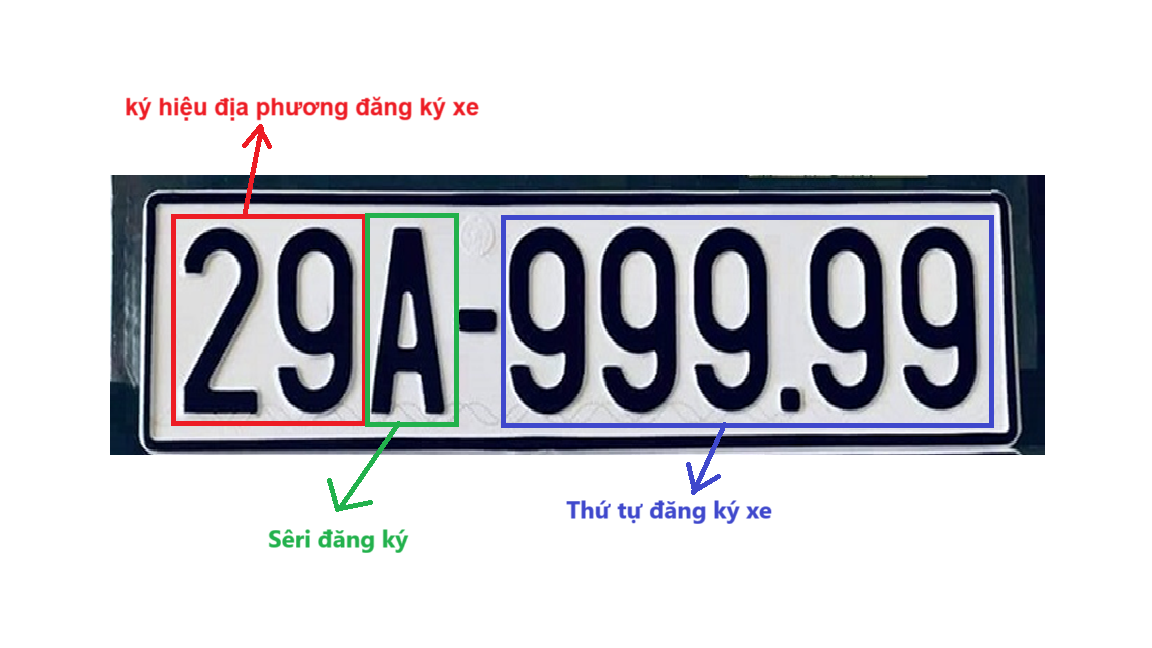 ký hiệu địa phương đăng ký xe
29A-999.99
Thứ tự đăng ký xe
Sêri đăng ký